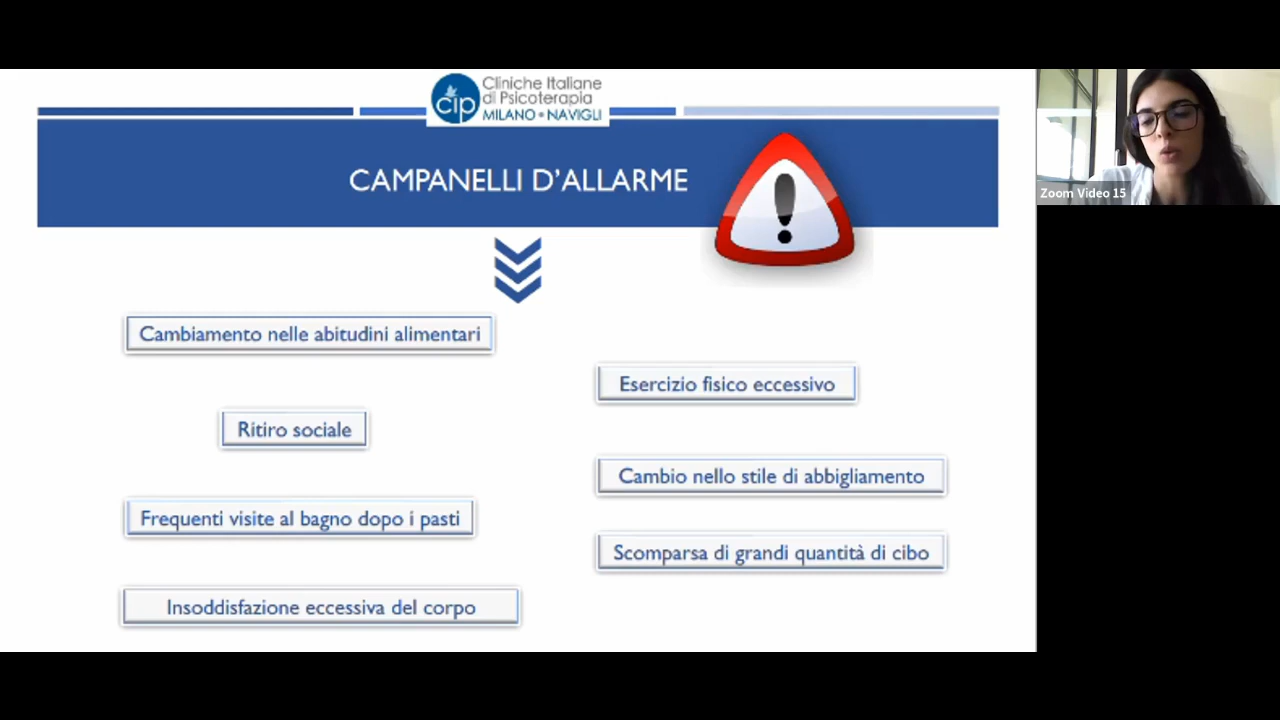 Cliniche Italiane
di Psicoterapia
cip
MILANO • NAVIGLI
CAMPANELLI D'ALLARME
Cambiamento nelle abitudini alimentari
Esercizio fisico eccessivo
Ritiro sociale
Cambio nello stile di abbigliamento
Frequenti visite al bagno dopo i pasti
Scomparsa di grandi quantità di cibo
Insoddisfazione eccessiva del corpo
Zoom Video 15